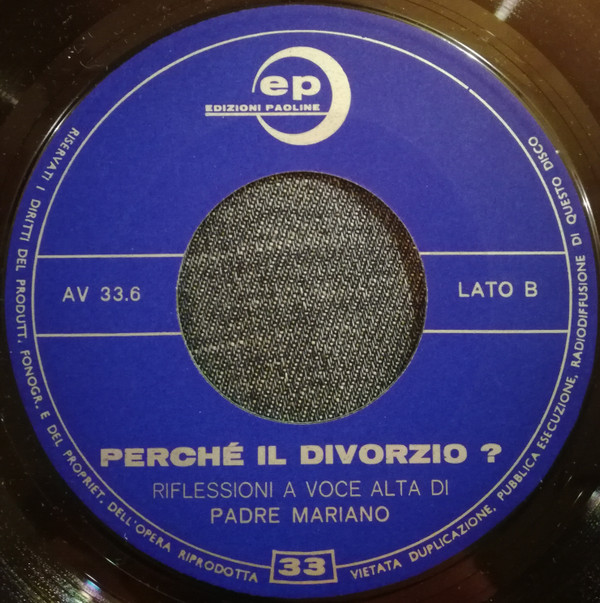 ep
EDIZIONI PAOLINE
RISERVATI I DIRITTI DEL PRODUTT. FONOGR. E DEL PROPRIET. DELL'OPERA RIPRODOTTA
VIETATA DUPLICAZIONE, PUBBLICA ESECUZIONE, RADIODIFFUSIONE DI QUESTO DISCO
AV 33.6
LATO B
PERCHÉ IL DIVORZIO ?
RIFLESSIONI A VOCE ALTA DI
PADRE MARIANO
33